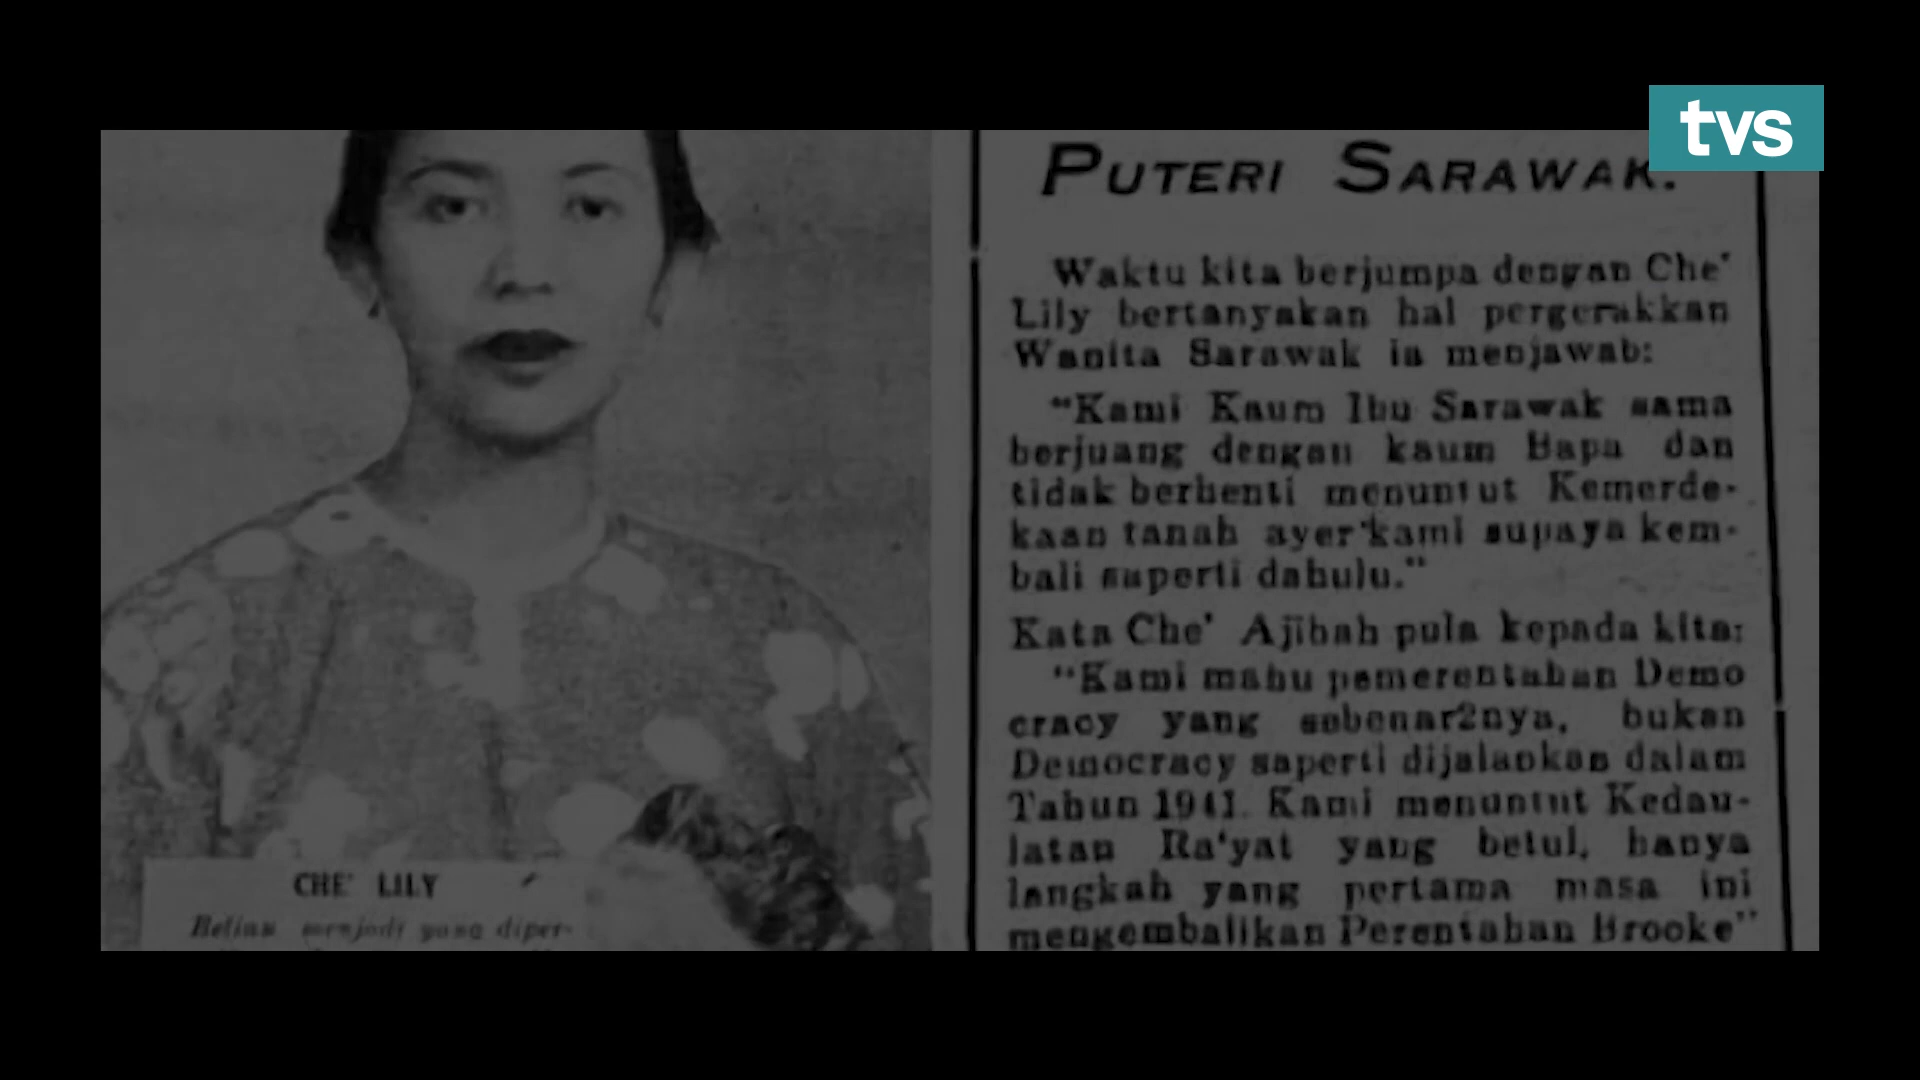 tvs
PUTERI SARAWAK.
Waktu kita berjumpa dengan Che'
Lily bertanyakan hal pergerakkan
Wanita Sarawak ia menjawab:
"Kami Kaum Ibu Sarawak sama
berjuang dengan kaum Bapa dan
tidak berhenti menuntut Kemerde-
kaan tanah ayer kami supaya kem-
bali saperti dahulu."
Kata Che' Ajibah pula kepada kita:
"Kami mahu pemerentahan Demo
cracy yang sebenar2nya, bukan
Democracy saperti dijalankan dalam
Tahun 1941. Kami menuntut Kedau-
latan Ra'yat yang betul, hanya
langkah yang pertama masa ini
mengembalikan Perentahan Brooke"
CHE' LILY
Beliau menjadi yang diper-